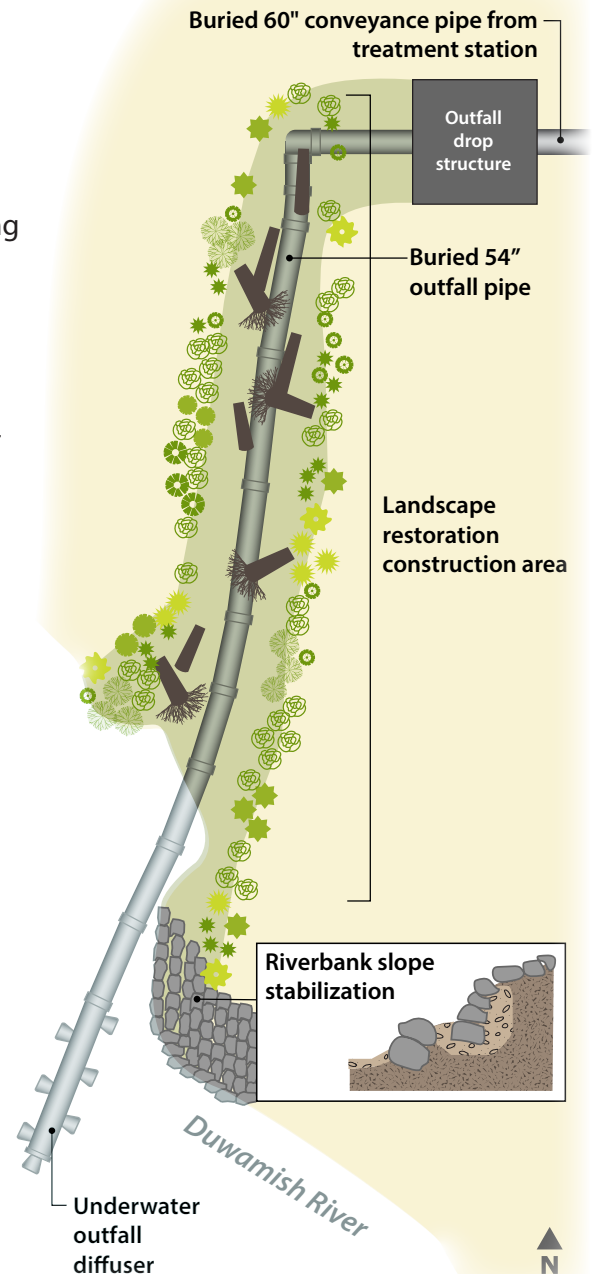 Buried 60" conveyance pipe from
treatment station
Outfall
drop
structure
Buried 54"
outfall pipe
Landscape
restoration
construction area
Riverbank slope
stabilization
Duwamish River
Underwater
outfall
diffuser
N